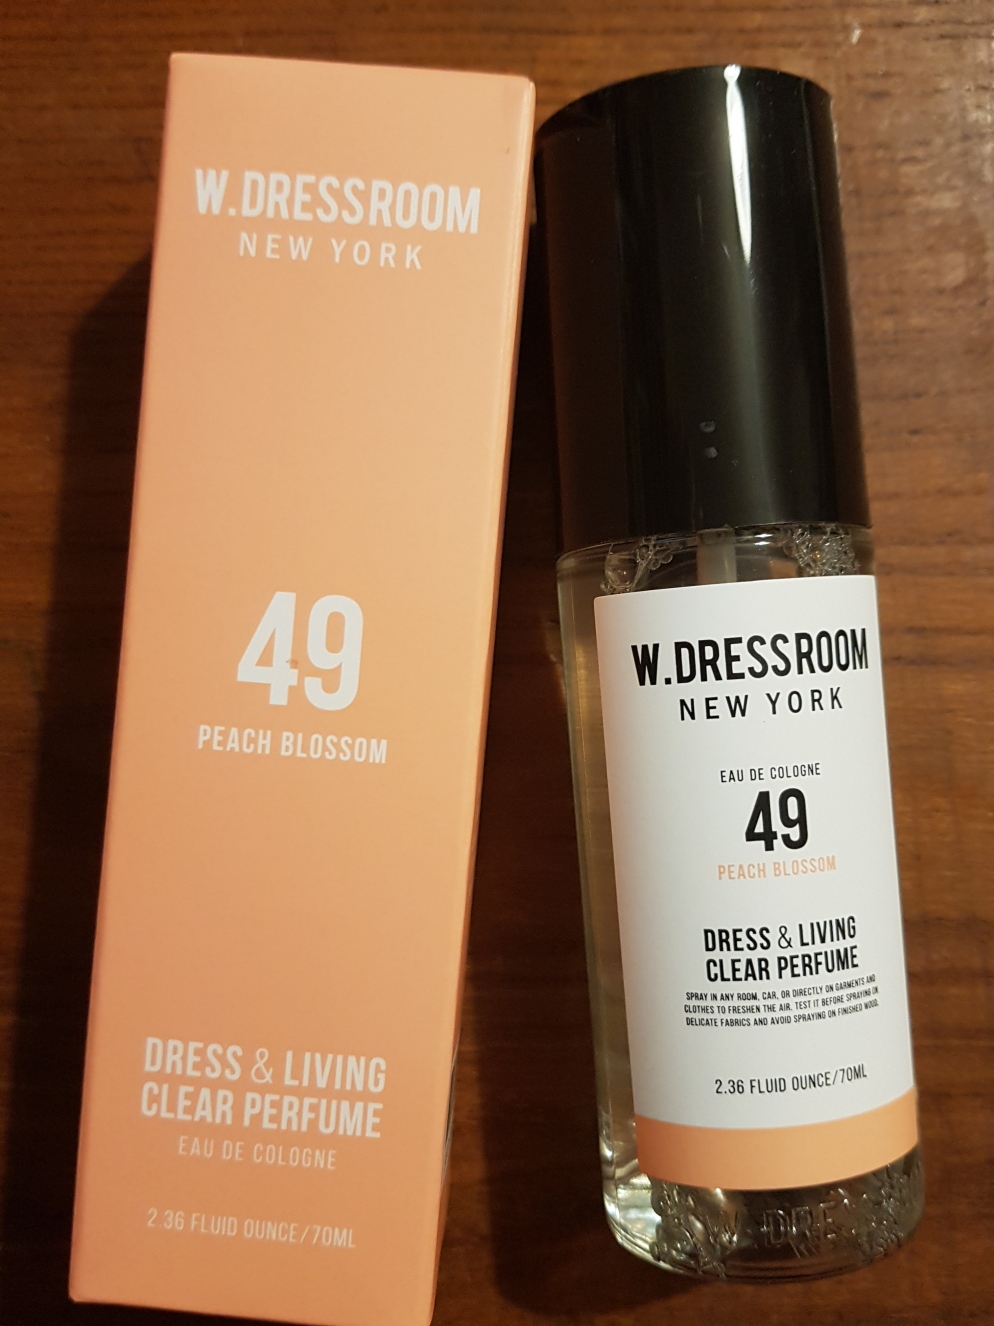 W.DRESSROOM
NEW YORK
49
PEACH BLOSSOM
DRESS & LIVING
CLEAR PERFUME
EAU DE COLOGNE
2.36 FLUID OUNCE/70ML
W.DRESSROOM
NEW YORK
EAU DE COLOGNE
49
PEACH BLOSSOM
DRESS & LIVING
CLEAR PERFUME
SPRAY IN ANY ROOM, CAR, OR DIRECTLY ON GARMENTS AND
CLOTHES TO FRESHEN THE AIR. TEST IT BEFORE SPRAYING ON
DELICATE FABRICS AND AVOID SPRAYING ON FINISHED WOOD.
2.36 FLUID OUNCE/70ML
W.DRE